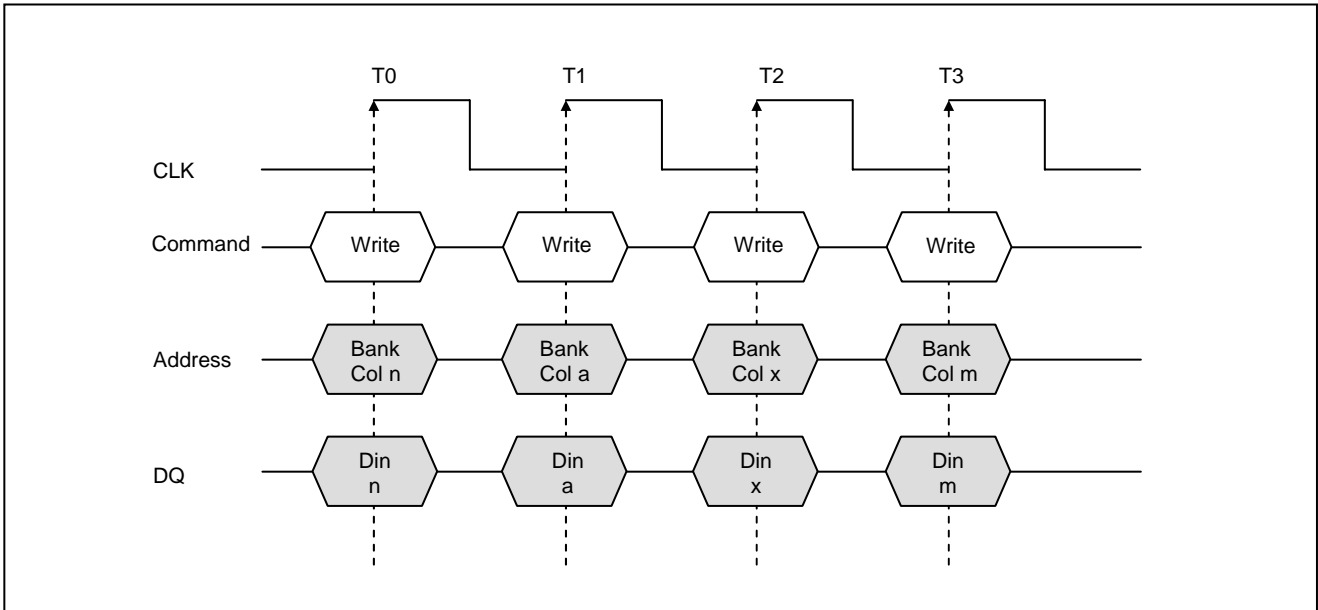 T0 T1 T2 T3
CLK
Command Write Write Write Write
Address Bank Bank Bank Bank
Col n Col a Col x Col m
DQ Din Din Din Din
n a x m